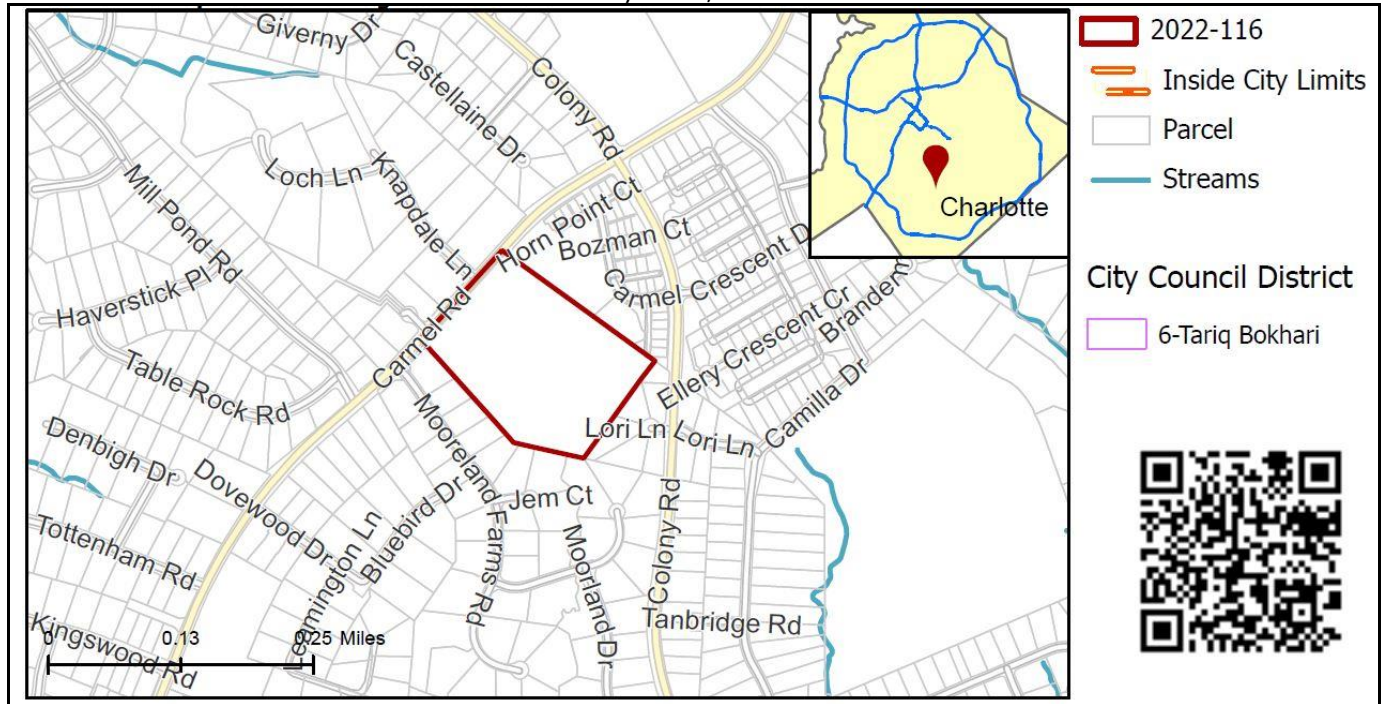 Giverny Dr
Castellaine Dr
Colony Rd
Loch Ln
Knapdale Ln
Mill Pond Rd
Horn Point Ct
Bozman Ct
Carmel Crescent D
Charlotte
Haverstick Pl
Carmel Rd
Ellery Crescent Cr
Brandem
Table Rock Rd
Camilla Dr
Lori Ln
Lori Ln
Denbigh Dr
Dovewood Dr
Mooreland Farms Rd
Jem Ct
Bluebird Dr
Moorland Dr
Colony Rd
Tottenham Rd
Lemmington Ln
Tanbridge Rd
Kingswood Rd
0 0.13 0.25 Miles
2022-116
Inside City Limits
Parcel
Streams
City Council District
6-Tariq Bokhari